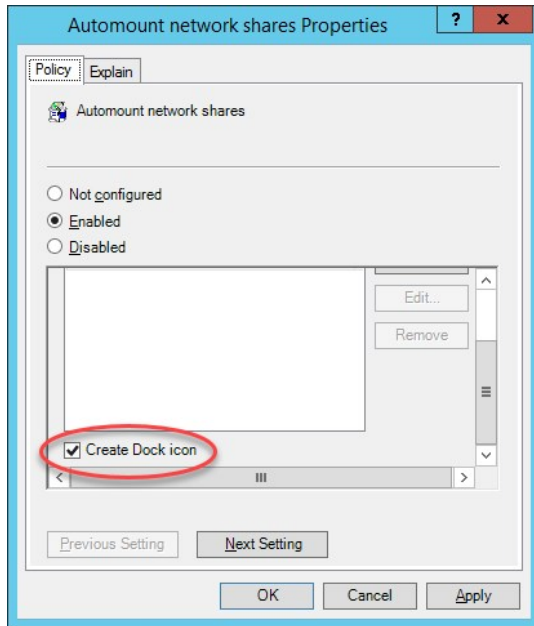 Automount network shares Properties
? x
Policy Explain
Automount network shares
Not configured
Enabled
Disabled
Edit...
Remove
Create Dock icon
Previous Setting Next Setting
OK Cancel Apply